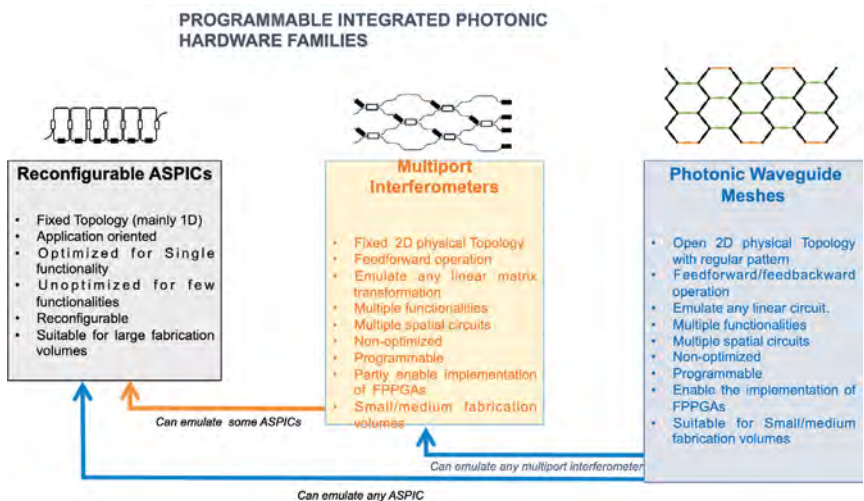 PROGRAMMABLE INTEGRATED PHOTONIC
HARDWARE FAMILIES
Reconfigurable ASPICs
• Fixed Topology (mainly 1D)
• Application oriented
• Optimized for Single
functionality
• Unoptimized for few
functionalities
• Reconfigurable
• Suitable for large fabrication
volumes
Multiport
Interferometers
• Fixed 2D physical Topology
• Feedforward operation
• Emulate any linear matrix
transformation
• Multiple functionalities
• Multiple spatial circuits
• Non-optimized
• Programmable
• Partly enable implementation
of FPPGAs
• Small/medium fabrication
volumes
Photonic Waveguide
Meshes
• Open 2D physical Topology
with regular pattern
• Feedforward/feedbackward
operation
• Emulate any linear circuit.
• Multiple functionalities
• Multiple spatial circuits
• Non-optimized
• Programmable
• Enable the implementation of
FPPGAs
• Suitable for Small/medium
fabrication volumes
Can emulate some ASPICs
Can emulate any multiport interferometer
Can emulate any ASPIC